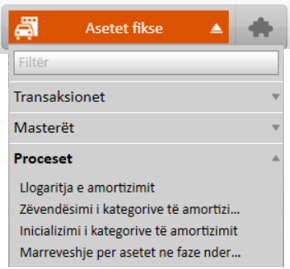 Asetet fikse
Filtër
Transaksionet
Masterët
Proceset
Llogaritja e amortizimit
Zëvendësimi i kategorive të amortizi...
Inicializimi i kategorive të amortizimit
Marreveshje per asetet ne faze nder...